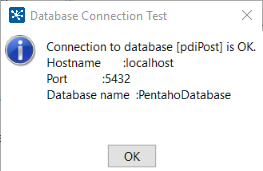 Database Connection Test
Connection to database [pdiPost] is OK.
Hostname :localhost
Port :5432
Database name :PentahoDatabase
OK